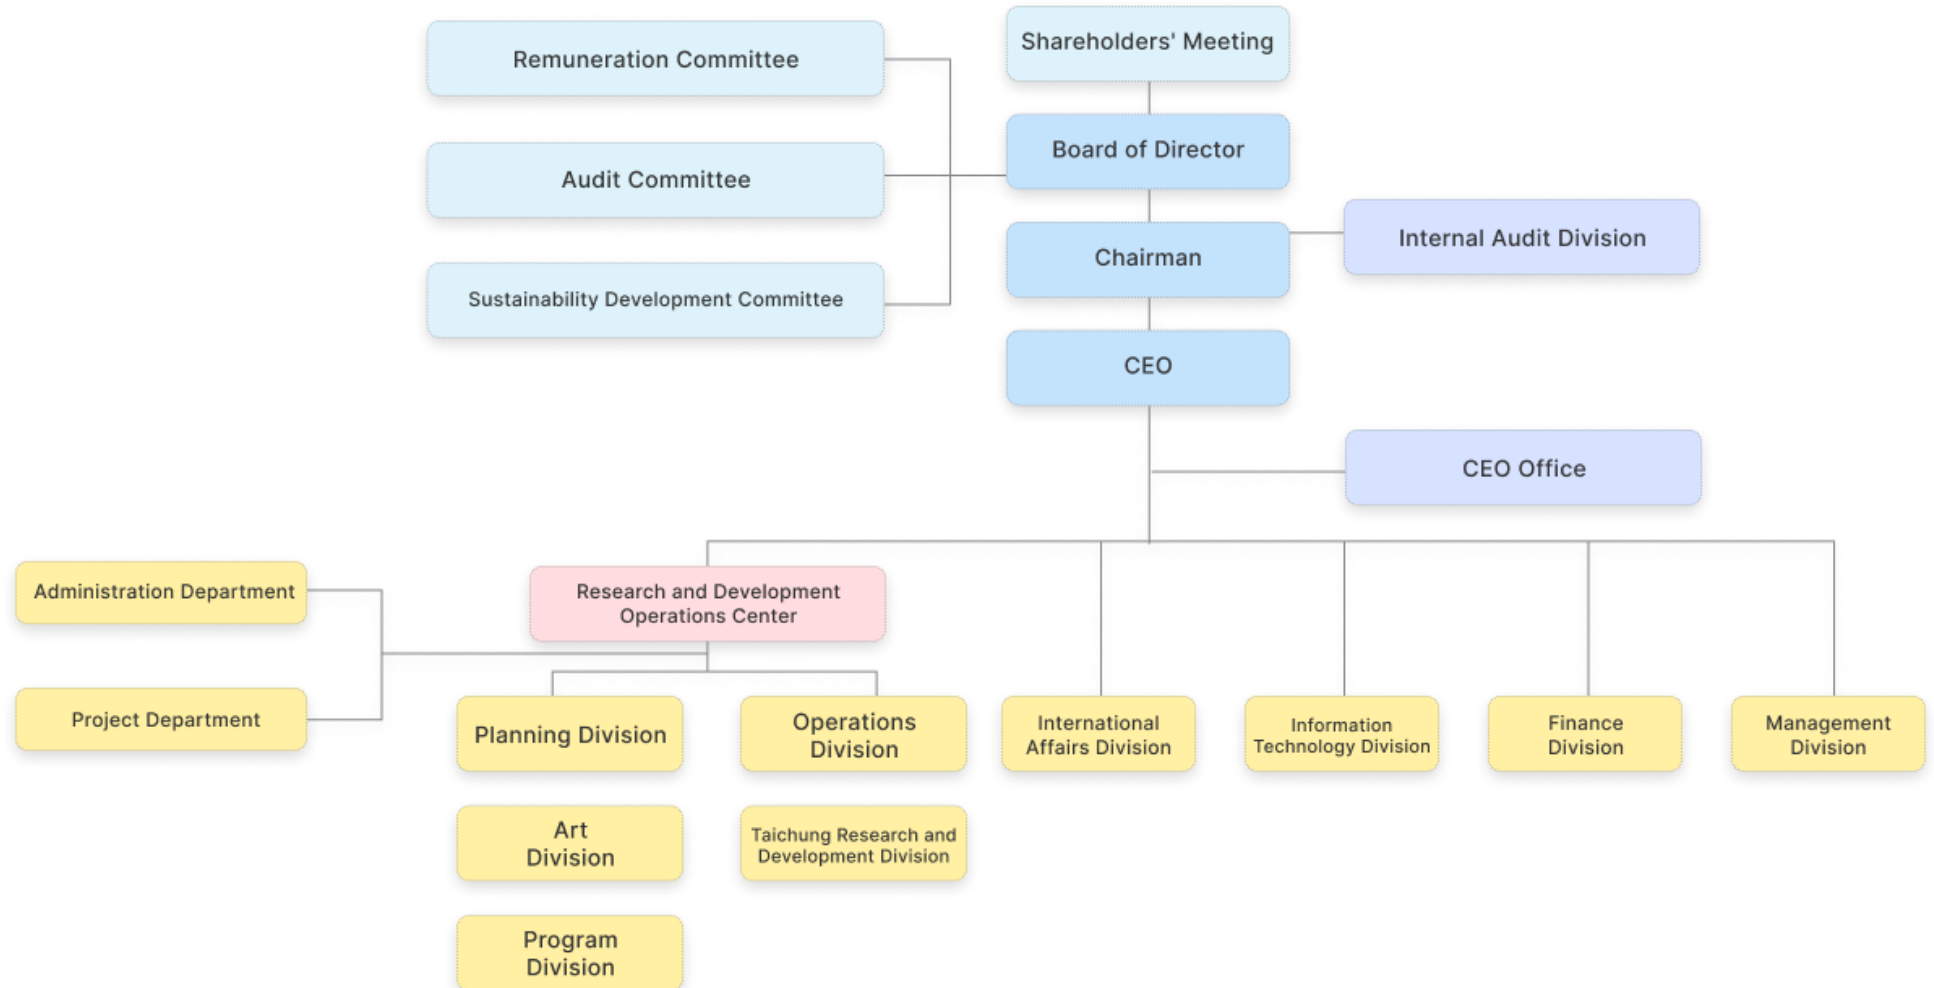 Shareholders' Meeting
Remuneration Committee
Board of Director
Audit Committee
Internal Audit Division
Chairman
Sustainability Development Committee
CEO
CEO Office
Administration Department
Research and Development
Operations Center
Project Department
Planning Division
Operations
Division
International
Affairs Division
Information
Technology Division
Finance
Division
Management
Division
Art
Division
Taichung Research and
Development Division
Program
Division